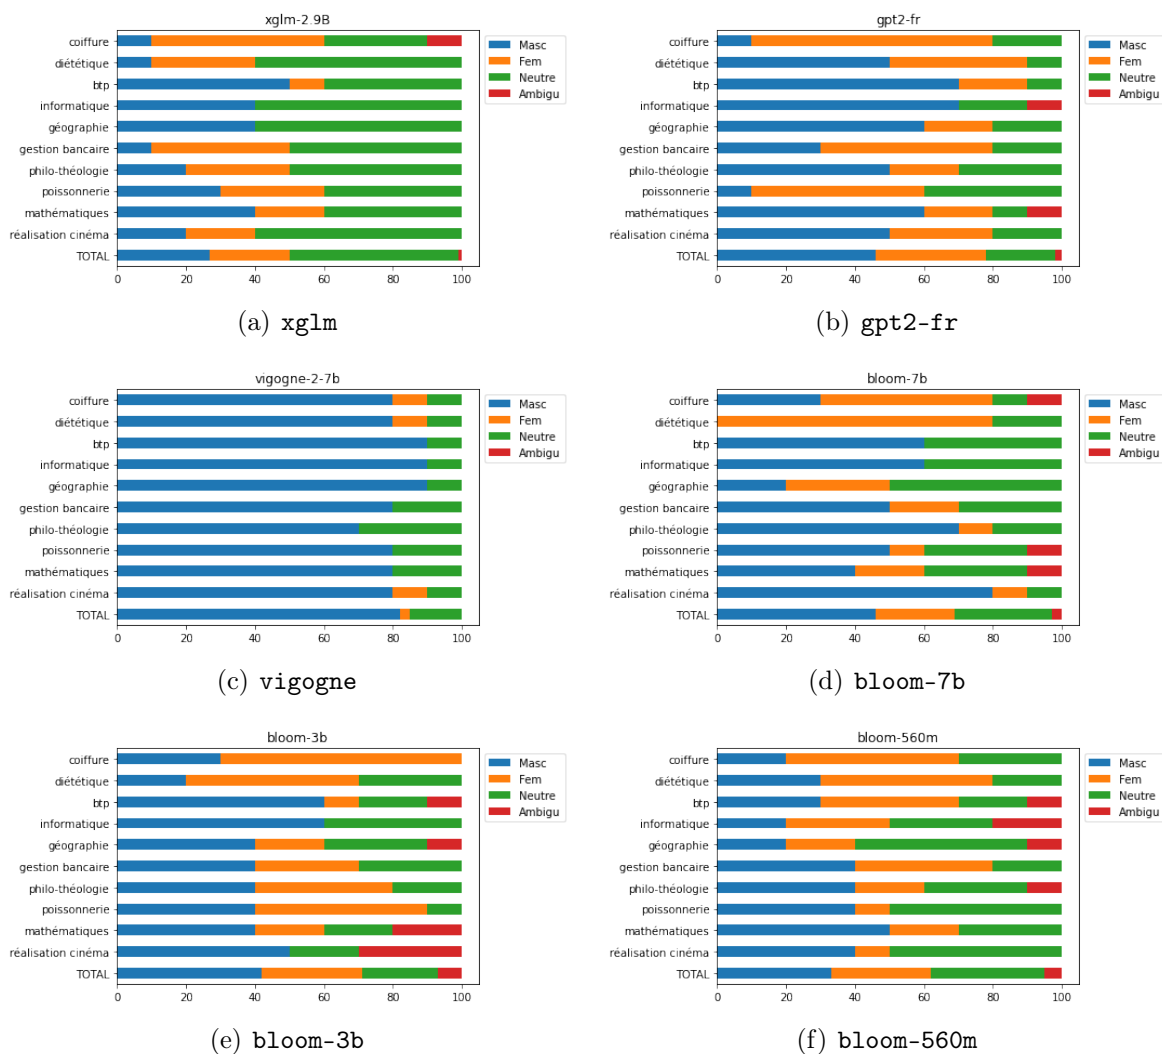 xglm-2.9B
coiffure
diététique
btp
informatique
géographie
gestion bancaire
philo-théologie
poissonnerie
mathématiques
réalisation cinéma
TOTAL
0 20 40 60 80 100
Masc
Fem
Neutre
Ambigu
(a) xglm
gpt2-fr
coiffure
diététique
btp
informatique
géographie
gestion bancaire
philo-théologie
poissonnerie
mathématiques
réalisation cinéma
TOTAL
0 20 40 60 80 100
Masc
Fem
Neutre
Ambigu
(b) gpt2-fr
vigogne-2-7b
coiffure
diététique
btp
informatique
géographie
gestion bancaire
philo-théologie
poissonnerie
mathématiques
réalisation cinéma
TOTAL
0 20 40 60 80 100
Masc
Fem
Neutre
Ambigu
(c) vigogne
bloom-7b
coiffure
diététique
btp
informatique
géographie
gestion bancaire
philo-théologie
poissonnerie
mathématiques
réalisation cinéma
TOTAL
0 20 40 60 80 100
Masc
Fem
Neutre
Ambigu
(d) bloom-7b
bloom-3b
coiffure
diététique
btp
informatique
géographie
gestion bancaire
philo-théologie
poissonnerie
mathématiques
réalisation cinéma
TOTAL
0 20 40 60 80 100
Masc
Fem
Neutre
Ambigu
(e) bloom-3b
bloom-560m
coiffure
diététique
btp
informatique
géographie
gestion bancaire
philo-théologie
poissonnerie
mathématiques
réalisation cinéma
TOTAL
0 20 40 60 80 100
Masc
Fem
Neutre
Ambigu
(f) bloom-560m